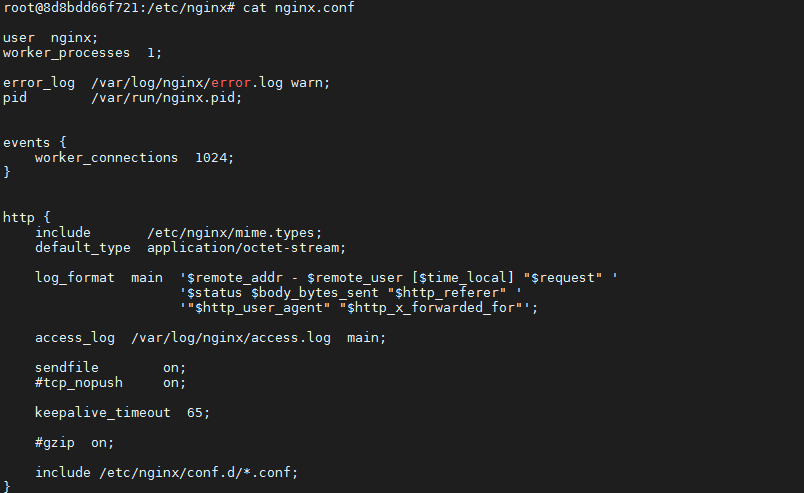 root@8d8bdd66f721:/etc/nginx# cat nginx.conf

user  nginx;
worker_processes  1;

error_log  /var/log/nginx/error.log warn;
pid        /var/run/nginx.pid;


events {
    worker_connections  1024;
}


http {
    include       /etc/nginx/mime.types;
    default_type  application/octet-stream;

    log_format  main  '$remote_addr - $remote_user [$time_local] "$request" '
                      '$status $body_bytes_sent "$http_referer" '
                      '"$http_user_agent" "$http_x_forwarded_for"';

    access_log  /var/log/nginx/access.log  main;

    sendfile        on;
    #tcp_nopush     on;

    keepalive_timeout  65;

    #gzip  on;

    include /etc/nginx/conf.d/*.conf;
}